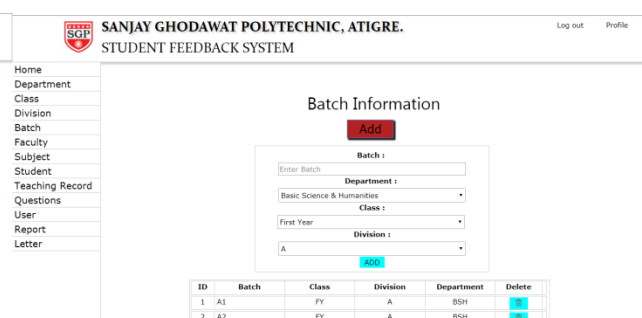 SGP
SANJAY GHODAWAT POLYTECHNIC, ATIGRE.
STUDENT FEEDBACK SYSTEM
Log out Profile
Home
Department
Class
Division
Batch
Faculty
Subject
Student
Teaching Record
Questions
User
Report
Letter
Batch Information
Add
Batch :
Enter Batch
Department :
Basic Science & Humanities
Class :
First Year
Division :
A
ADD
ID Batch Class Division Department Delete
1 A1 FY A BSH
2 A2 FY A BSH